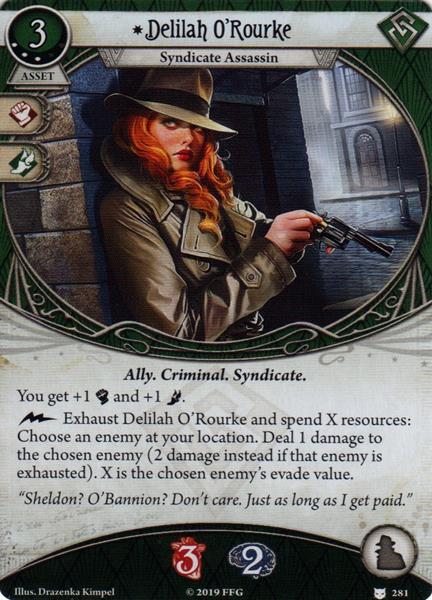 3
Delilah O'Rourke
Syndicate Assassin
ASSET
Ally. Criminal. Syndicate.
You get +1 and +1 .
Exhaust Delilah O'Rourke and spend X resources:
Choose an enemy at your location. Deal 1 damage to
the chosen enemy (2 damage instead if that enemy is
exhausted). X is the chosen enemy's evade value.
"Sheldon? O'Bannion? Don't care. Just as long as I get paid."
3 2
Illus. Drazenka Kimpel © 2019 FFG 281